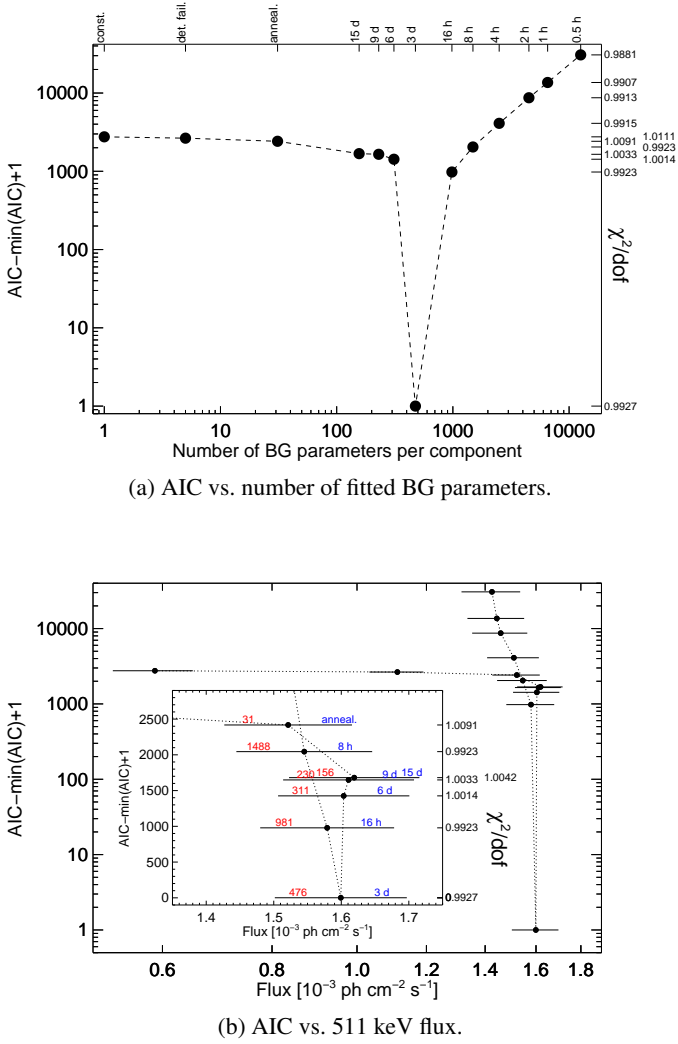 const.
det. fail.
anneal.
15 d
9 d
6 d
3 d
16 h
8 h
4 h
2 h
1 h
0.5 h
10000
1000
100
10
1
AIC−min(AIC)+1
0.9881
0.9907
0.9913
0.9915
1.0111
1.0091
0.9923
1.0033
1.0014
0.9923
0.9927
χ²/dof
1 10 100 1000 10000
Number of BG parameters per component
(a) AIC vs. number of fitted BG parameters.
10000
1000
100
10
1
AIC−min(AIC)+1
2500
2000
1500
1000
500
0
AIC−min(AIC)+1
31 anneal.
1488 8 h
230 156 9 d 15 d
311 6 d
981 16 h
476 3 d
1.0091
0.9923
1.0033 1.0042
1.0014
0.9923
0.9927
χ²/dof
1.4 1.5 1.6 1.7
Flux [10⁻³ ph cm⁻² s⁻¹]
0.6 0.8 1.0 1.2 1.4 1.6 1.8
Flux [10⁻³ ph cm⁻² s⁻¹]
(b) AIC vs. 511 keV flux.